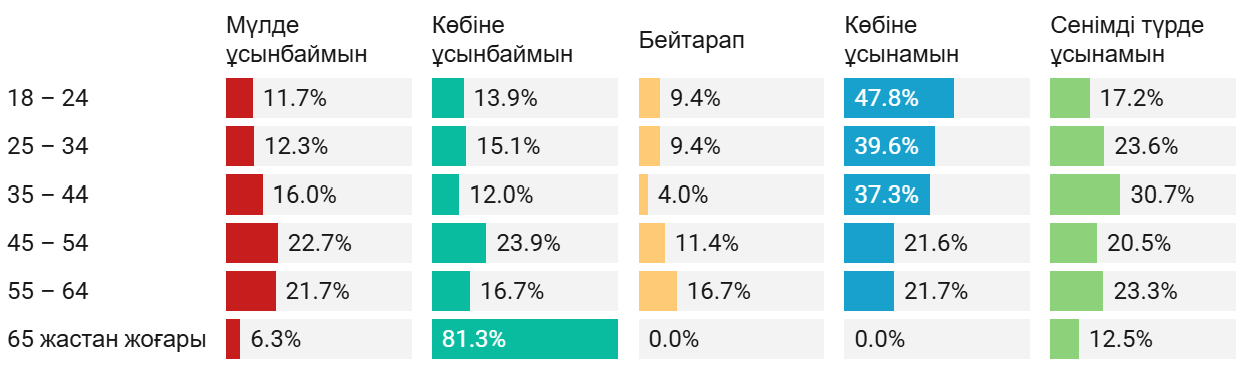 Мүлде
ұсынбаймын
Көбіне
ұсынбаймын
Бейтарап
Көбіне
ұсынамын
Сенімді түрде
ұсынамын
18 – 24 11.7% 13.9% 9.4% 47.8% 17.2%
25 – 34 12.3% 15.1% 9.4% 39.6% 23.6%
35 – 44 16.0% 12.0% 4.0% 37.3% 30.7%
45 – 54 22.7% 23.9% 11.4% 21.6% 20.5%
55 – 64 21.7% 16.7% 16.7% 21.7% 23.3%
65 жастан жоғары 6.3% 81.3% 0.0% 0.0% 12.5%